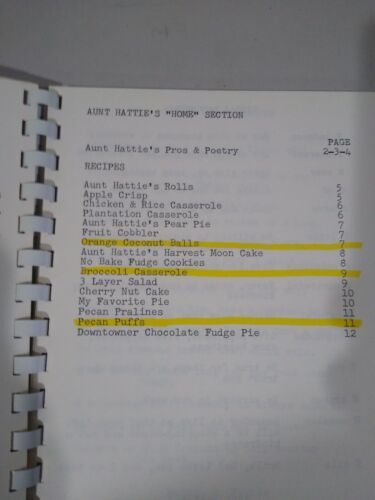 AUNT HATTIE'S "HOME" SECTION
PAGE
Aunt Hattie's Pros & Poetry 2-3-4
RECIPES
Aunt Hattie's Rolls 5
Apple Crisp 5
Chicken & Rice Casserole 6
Plantation Casserole 6
Aunt Hattie's Pear Pie 7
Fruit Cobbler 7
Orange Coconut Balls 7
Aunt Hattie's Harvest Moon Cake 8
No Bake Fudge Cookies 8
Broccoli Casserole 9
3 Layer Salad 9
Cherry Nut Cake 10
My Favorite Pie 10
Pecan Pralines 11
Pecan Puffs 11
Downtowner Chocolate Fudge Pie 12